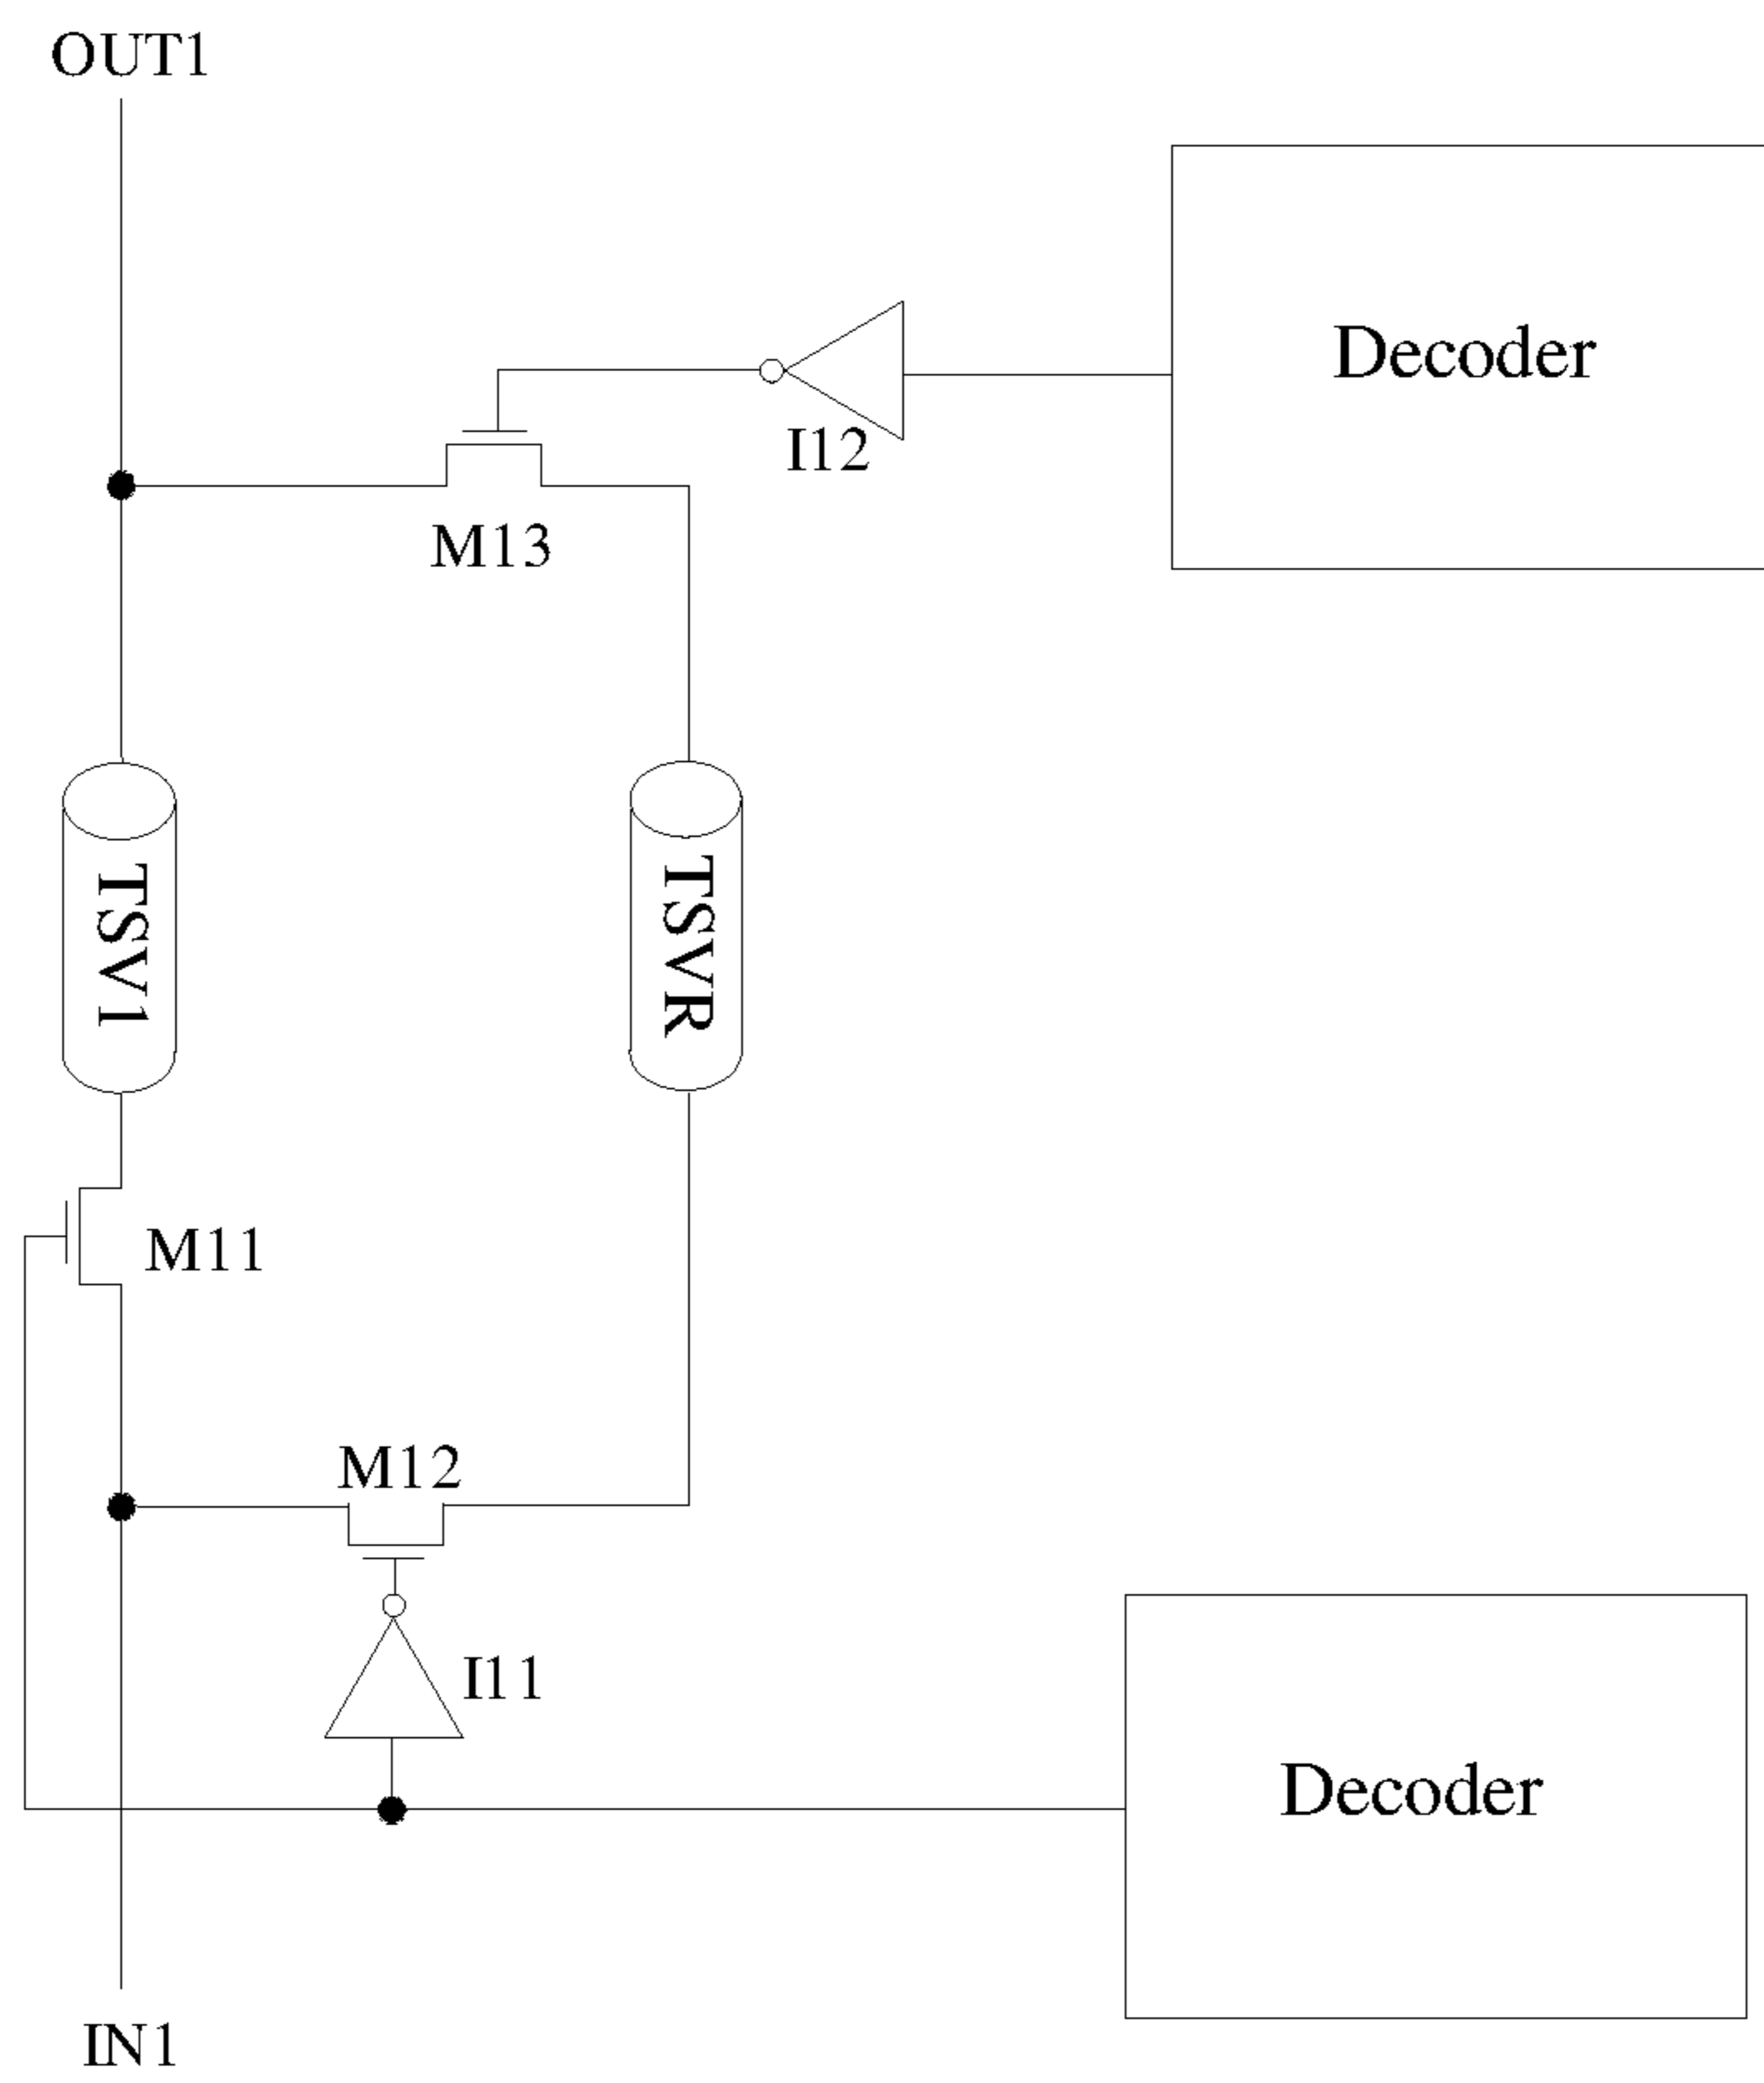 OUT1
Decoder
I12
M13
TSV1
TSVR
M11
M12
I11
Decoder
IN1